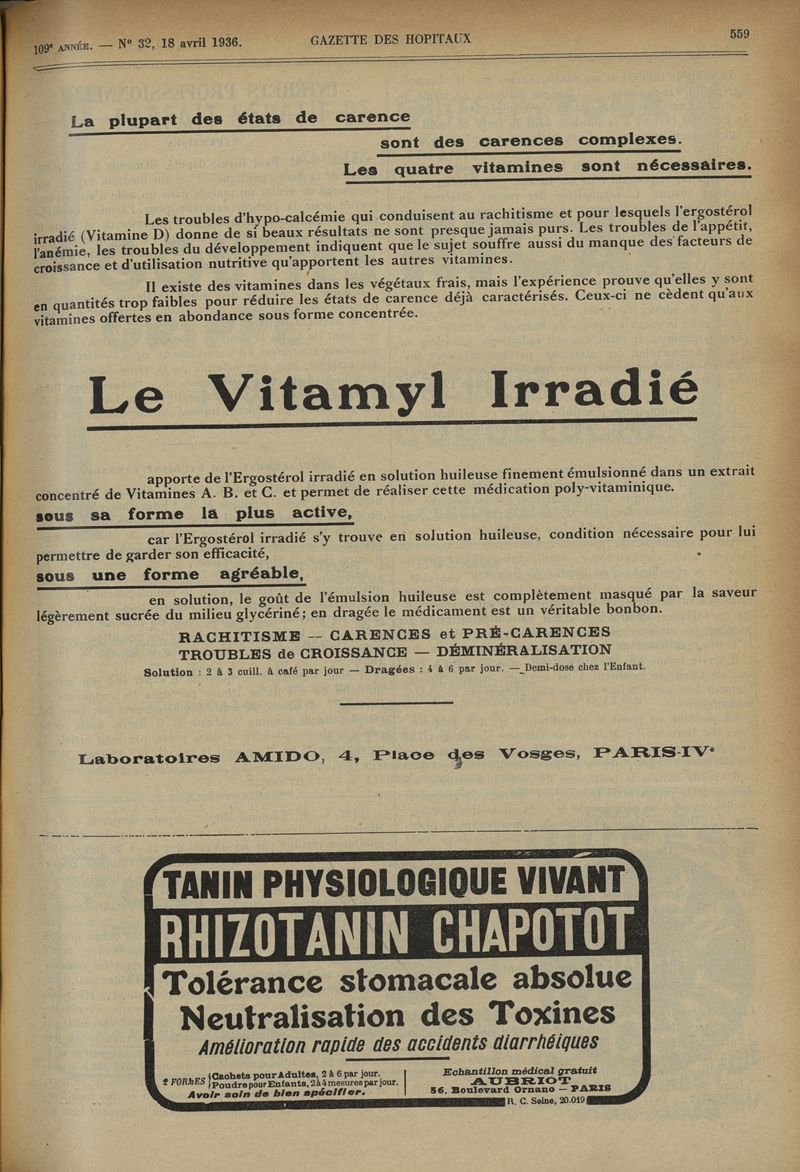 109e ANNÉE. — N° 32, 18 avril 1936.
GAZETTE DES HOPITAUX
559
La plupart des états de carence
sont des carences complexes.
Les quatre vitamines sont nécessaires.
Les troubles d'hypo-calcémie qui conduisent au rachitisme et pour lesquels l'ergostérol
irradié (Vitamine D) donne de si beaux résultats ne sont presque jamais purs. Les troubles de l'appétit,
l'anémie, les troubles du développement indiquent que le sujet souffre aussi du manque des facteurs de
croissance et d'utilisation nutritive qu'apportent les autres vitamines.
Il existe des vitamines dans les végétaux frais, mais l'expérience prouve qu'elles y sont
en quantités trop faibles pour réduire les états de carence déjà caractérisés. Ceux-ci ne cèdent qu'aux
vitamines offertes en abondance sous forme concentrée.
Le Vitamyl Irradié
apporte de l'Ergostérol irradié en solution huileuse finement émulsionné dans un extrait
concentré de Vitamines A. B. et C. et permet de réaliser cette médication poly-vitaminique.
sous sa forme la plus active,
car l'Ergostérol irradié s'y trouve en solution huileuse, condition nécessaire pour lui
permettre de garder son efficacité,
sous une forme agréable,
en solution, le goût de l'émulsion huileuse est complètement masqué par la saveur
légèrement sucrée du milieu glycériné; en dragée le médicament est un véritable bonbon.
RACHITISME — CARENCES et PRÉ-CARENCES
TROUBLES de CROISSANCE — DÉMINÉRALISATION
Solution : 2 à 3 cuill. à café par jour — Dragées : 4 à 6 par jour. — Demi-dose chez l'Enfant.
Laboratoires AMIDO, 4, Place des Vosges, PARIS-IVe
TANIN PHYSIOLOGIQUE VIVANT
RHIZOTANIN CHAPOTOT
Tolérance stomacale absolue
Neutralisation des Toxines
Amélioration rapide des accidents diarrhéiques
2 FORMES
Cachets pour Adultes, 2 à 6 par jour.
Poudre pour Enfants, 2 à 4 mesures par jour.
Avoir soin de bien spécifier.
Echantillon médical gratuit
AUBRIOT
56, Boulevard Ornano — PARIS
R. C. Seine, 20.019